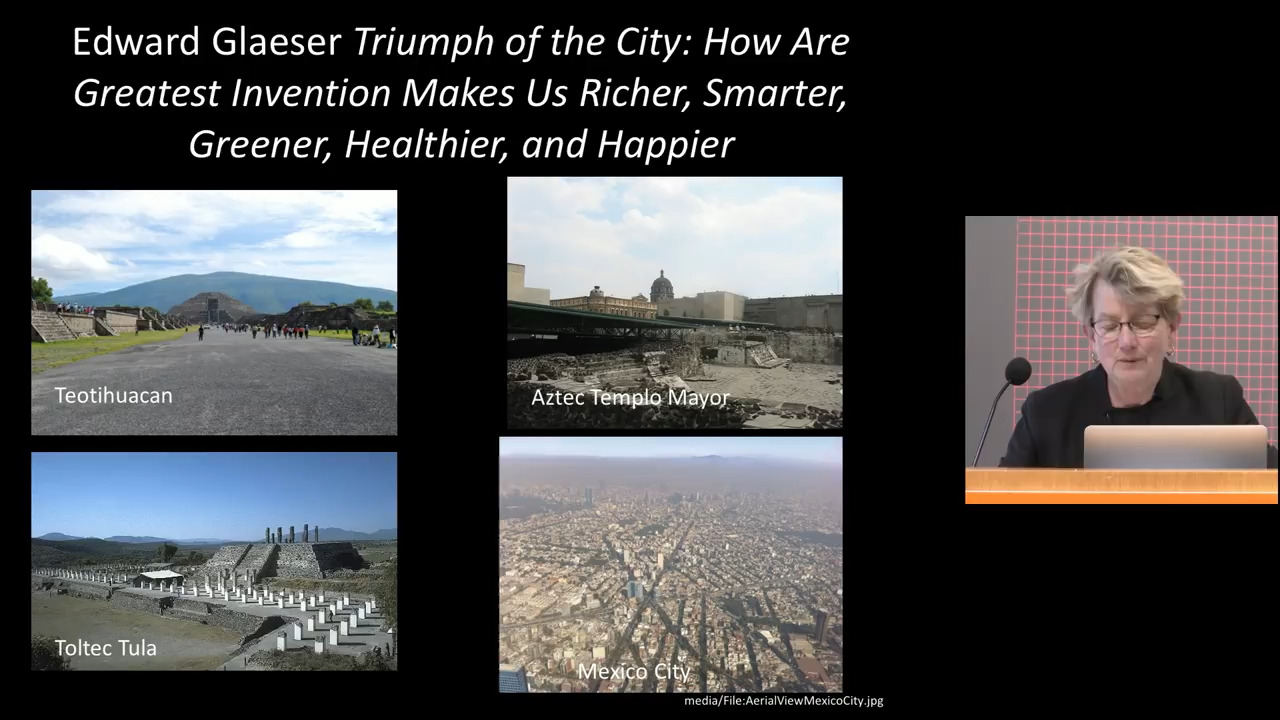 Edward Glaeser Triumph of the City: How Are
Greatest Invention Makes Us Richer, Smarter,
Greener, Healthier, and Happier
Teotihuacan
Aztec Templo Mayor
Toltec Tula
Mexico City
media/File:AerialViewMexicoCity.jpg